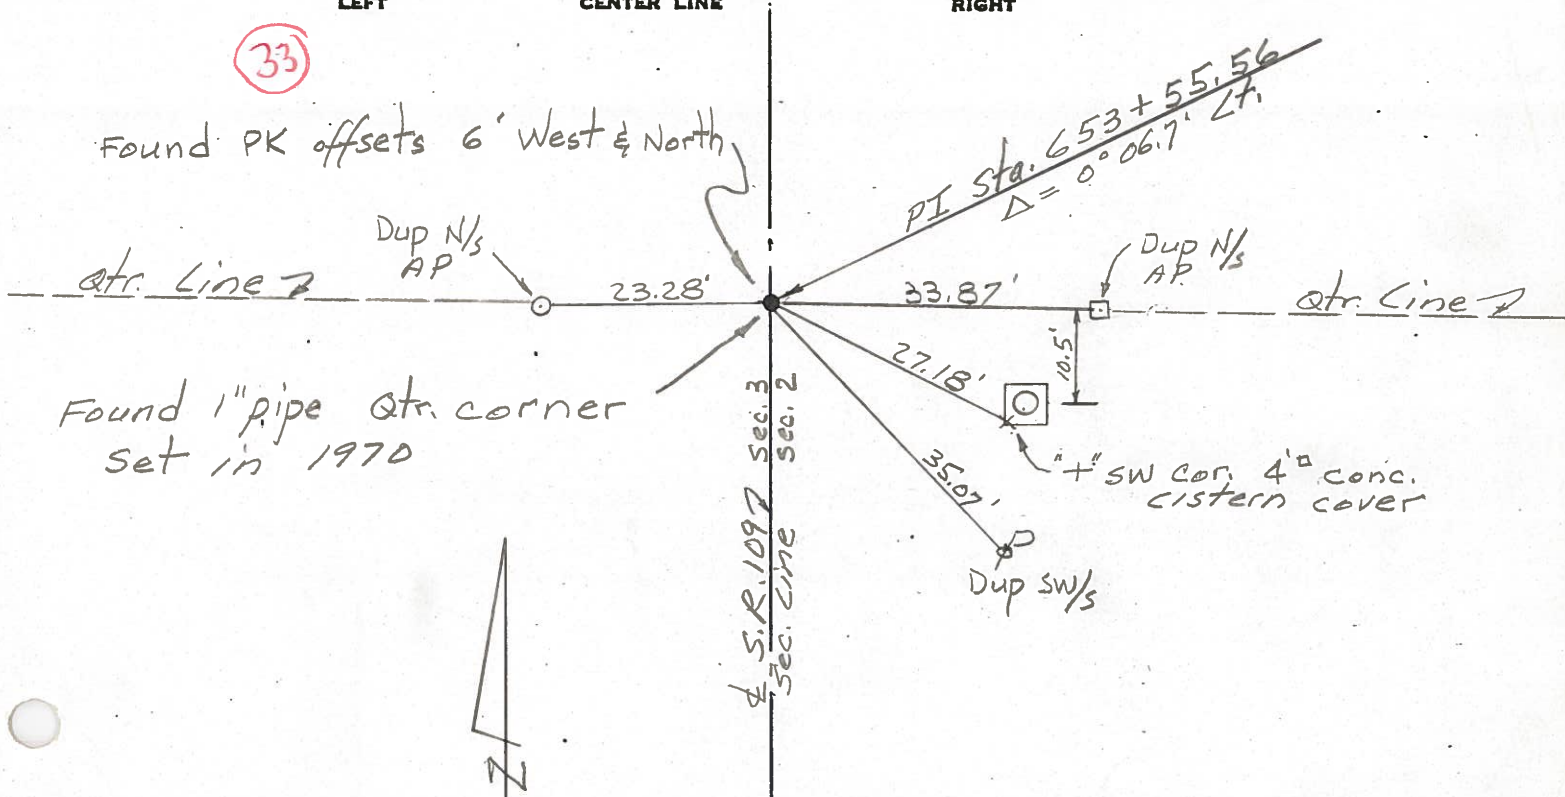 LEFT
CENTER LINE
RIGHT
33
Found PK offsets 6' West & North
PI Sta. 653+55.56
Δ = 0°06.7' Lt.
Dup N/s
AP
Dup N/s
AP.
Qtr. Line
23.28'
33.87'
Qtr. Line
27.18'
10.5'
Found 1" pipe Qtr. corner
Set in 1970
Sec. 3
Sec. 2
"+" SW Cor. 4'□ conc.
cistern cover
35.07'
℄ S.R. 109
Sec. Line
Dup SW/s
N